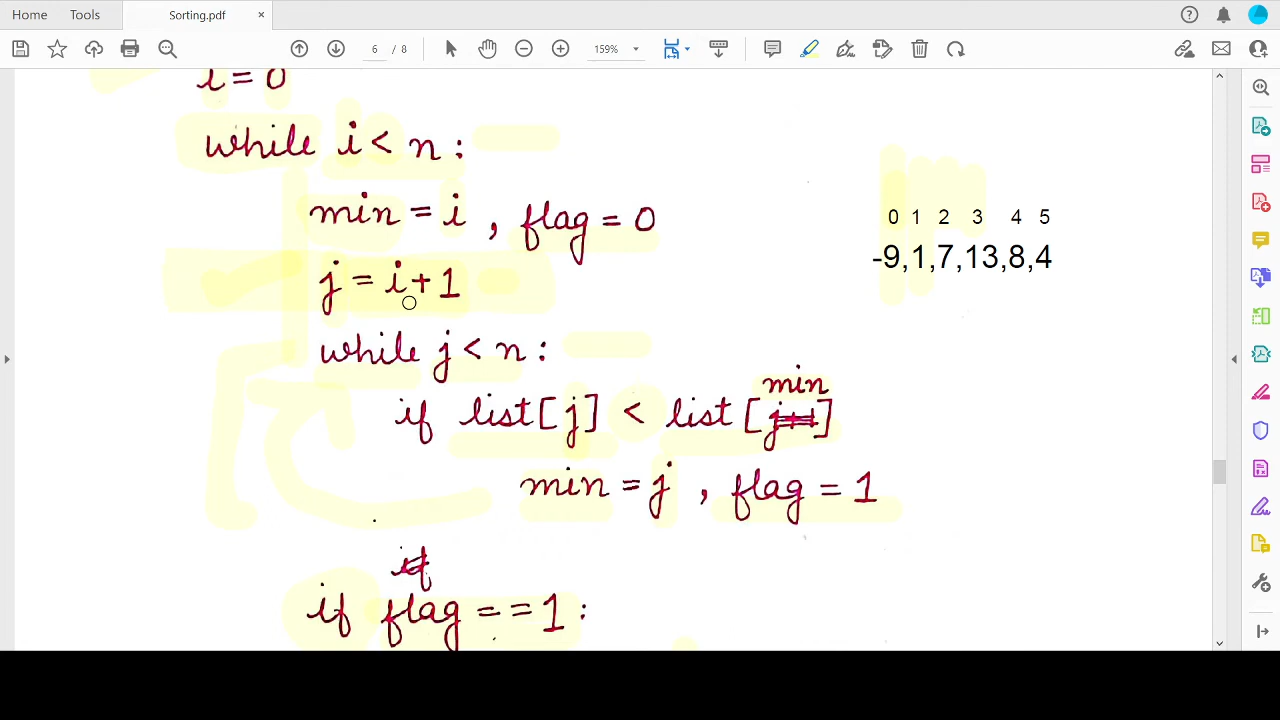 Home Tools Sorting.pdf ×
6 / 8 159%
i = 0
while i < n :
min = i , flag = 0
0 1 2 3 4 5
-9,1,7,13,8,4
j = i + 1
while j < n :
min
if list [ j ] < list [ j+1 ]
min = j , flag = 1
if
if flag = = 1 :